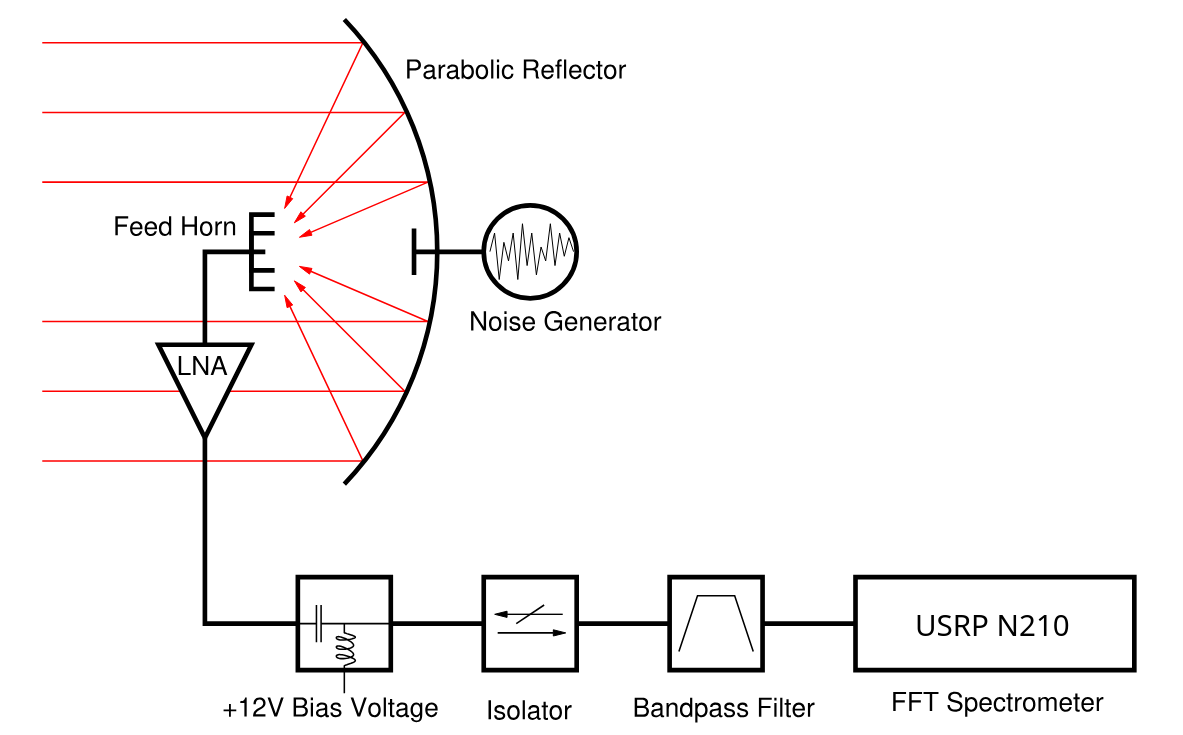 Parabolic Reflector
Feed Horn
Noise Generator
LNA
USRP N210
+12V Bias Voltage
Isolator
Bandpass Filter
FFT Spectrometer